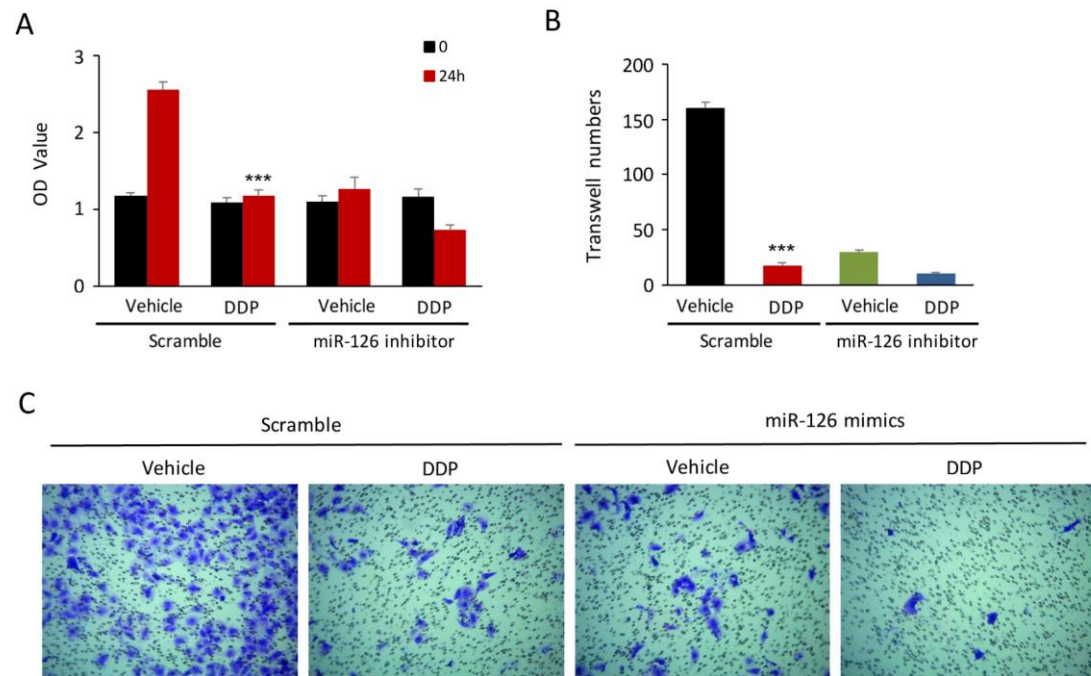 A
OD Value
3
2
1
0
0
24h
***
Vehicle DDP Vehicle DDP
Scramble miR-126 inhibitor
B
Transwell numbers
200
150
100
50
0
***
Vehicle DDP Vehicle DDP
Scramble miR-126 inhibitor
C
Scramble miR-126 mimics
Vehicle DDP Vehicle DDP